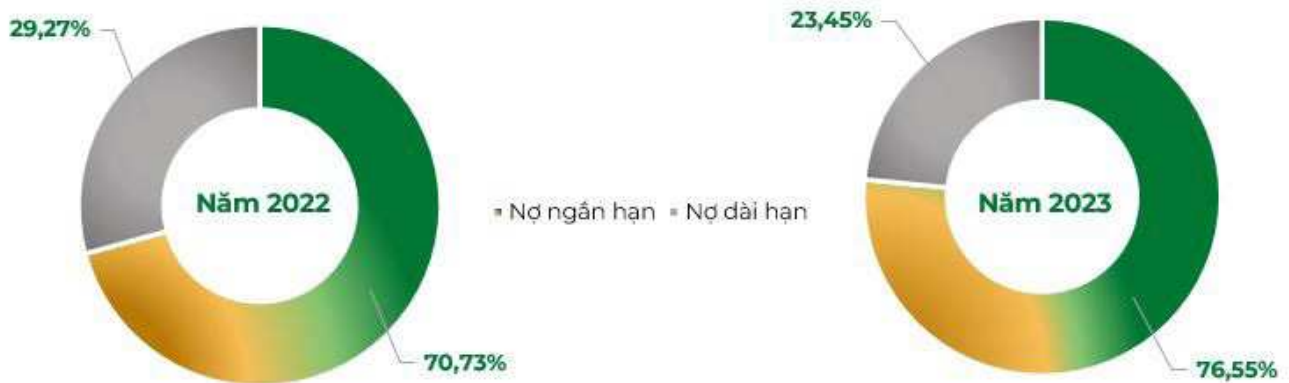 29,27%
Năm 2022
70,73%
Nợ ngắn hạn
Nợ dài hạn
23,45%
Năm 2023
76,55%